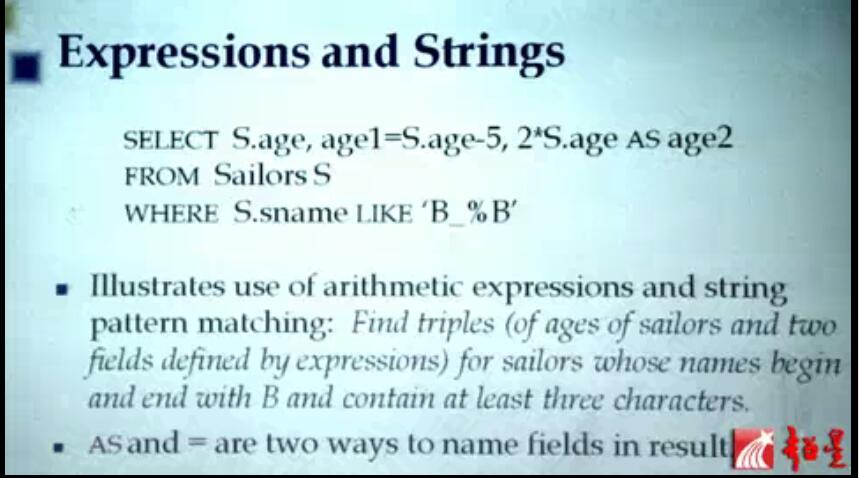 Expressions and Strings
SELECT S.age, age1=S.age-5, 2*S.age AS age2
FROM Sailors S
WHERE S.sname LIKE ‘B_%B’
Illustrates use of arithmetic expressions and string
pattern matching: Find triples (of ages of sailors and two
fields defined by expressions) for sailors whose names begin
and end with B and contain at least three characters.
AS and = are two ways to name fields in result